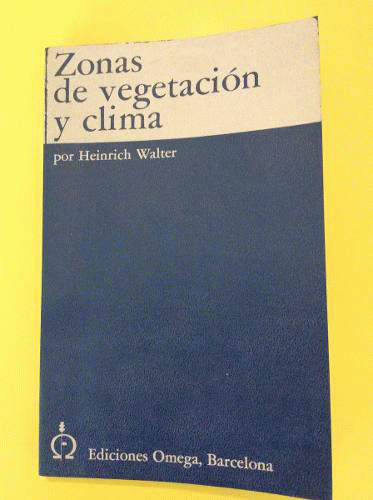 Zonas
de vegetación
y clima
por Heinrich Walter
Ediciones Omega, Barcelona